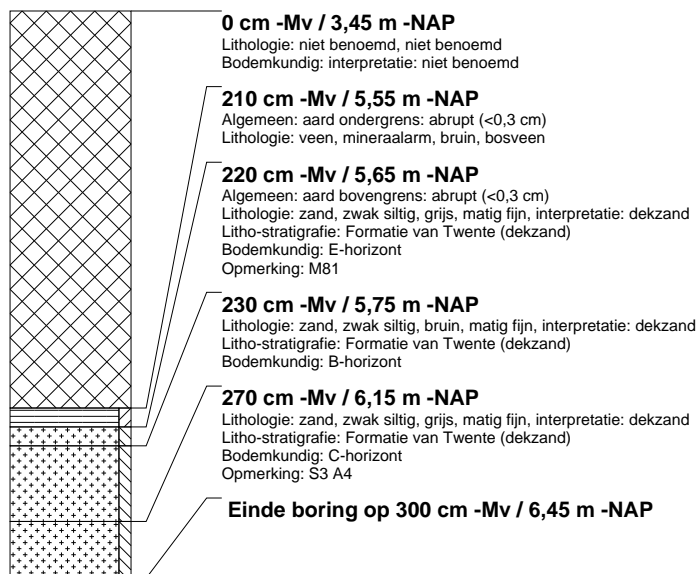 0 cm -Mv / 3,45 m -NAP
Lithologie: niet benoemd, niet benoemd
Bodemkundig: interpretatie: niet benoemd
210 cm -Mv / 5,55 m -NAP
Algemeen: aard ondergrens: abrupt (<0,3 cm)
Lithologie: veen, mineraalarm, bruin, bosveen
220 cm -Mv / 5,65 m -NAP
Algemeen: aard bovengrens: abrupt (<0,3 cm)
Lithologie: zand, zwak siltig, grijs, matig fijn, interpretatie: dekzand
Litho-stratigrafie: Formatie van Twente (dekzand)
Bodemkundig: E-horizont
Opmerking: M81
230 cm -Mv / 5,75 m -NAP
Lithologie: zand, zwak siltig, bruin, matig fijn, interpretatie: dekzand
Litho-stratigrafie: Formatie van Twente (dekzand)
Bodemkundig: B-horizont
270 cm -Mv / 6,15 m -NAP
Lithologie: zand, zwak siltig, grijs, matig fijn, interpretatie: dekzand
Litho-stratigrafie: Formatie van Twente (dekzand)
Bodemkundig: C-horizont
Opmerking: S3 A4
Einde boring op 300 cm -Mv / 6,45 m -NAP